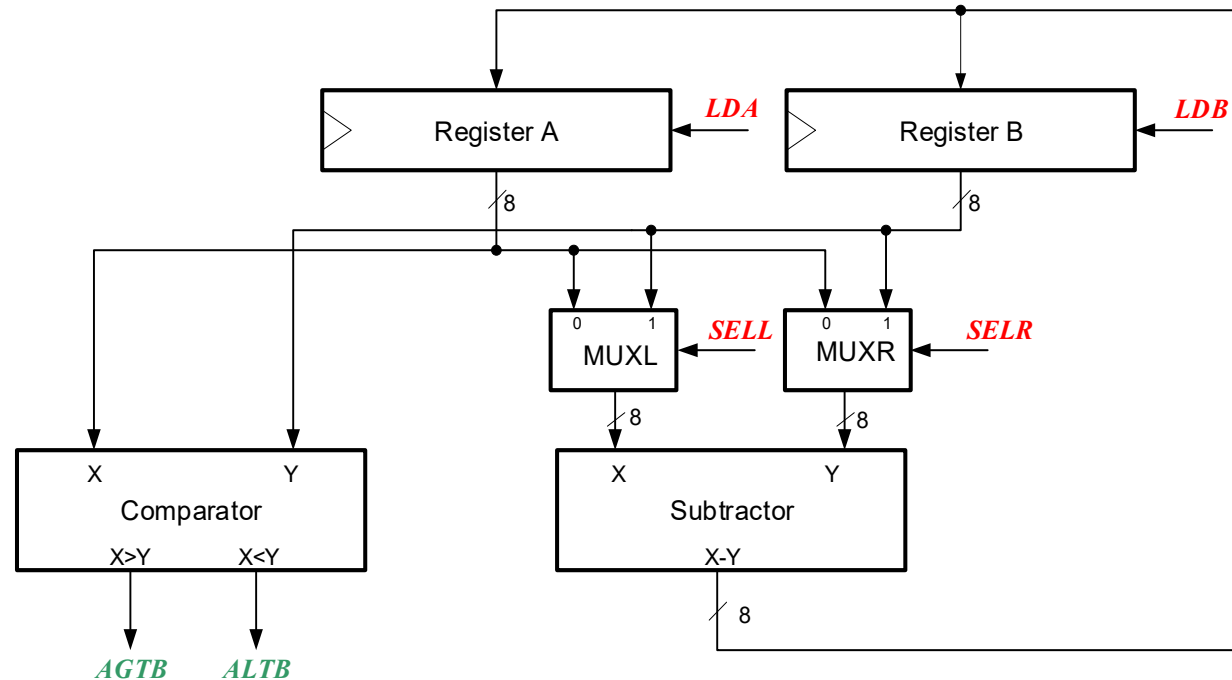 LDA
LDB
Register A
Register B
8
8
0
1
SELL
0
1
SELR
MUXL
MUXR
8
8
X
Y
X
Y
Comparator
Subtractor
X>Y
X<Y
X-Y
8
AGTB
ALTB